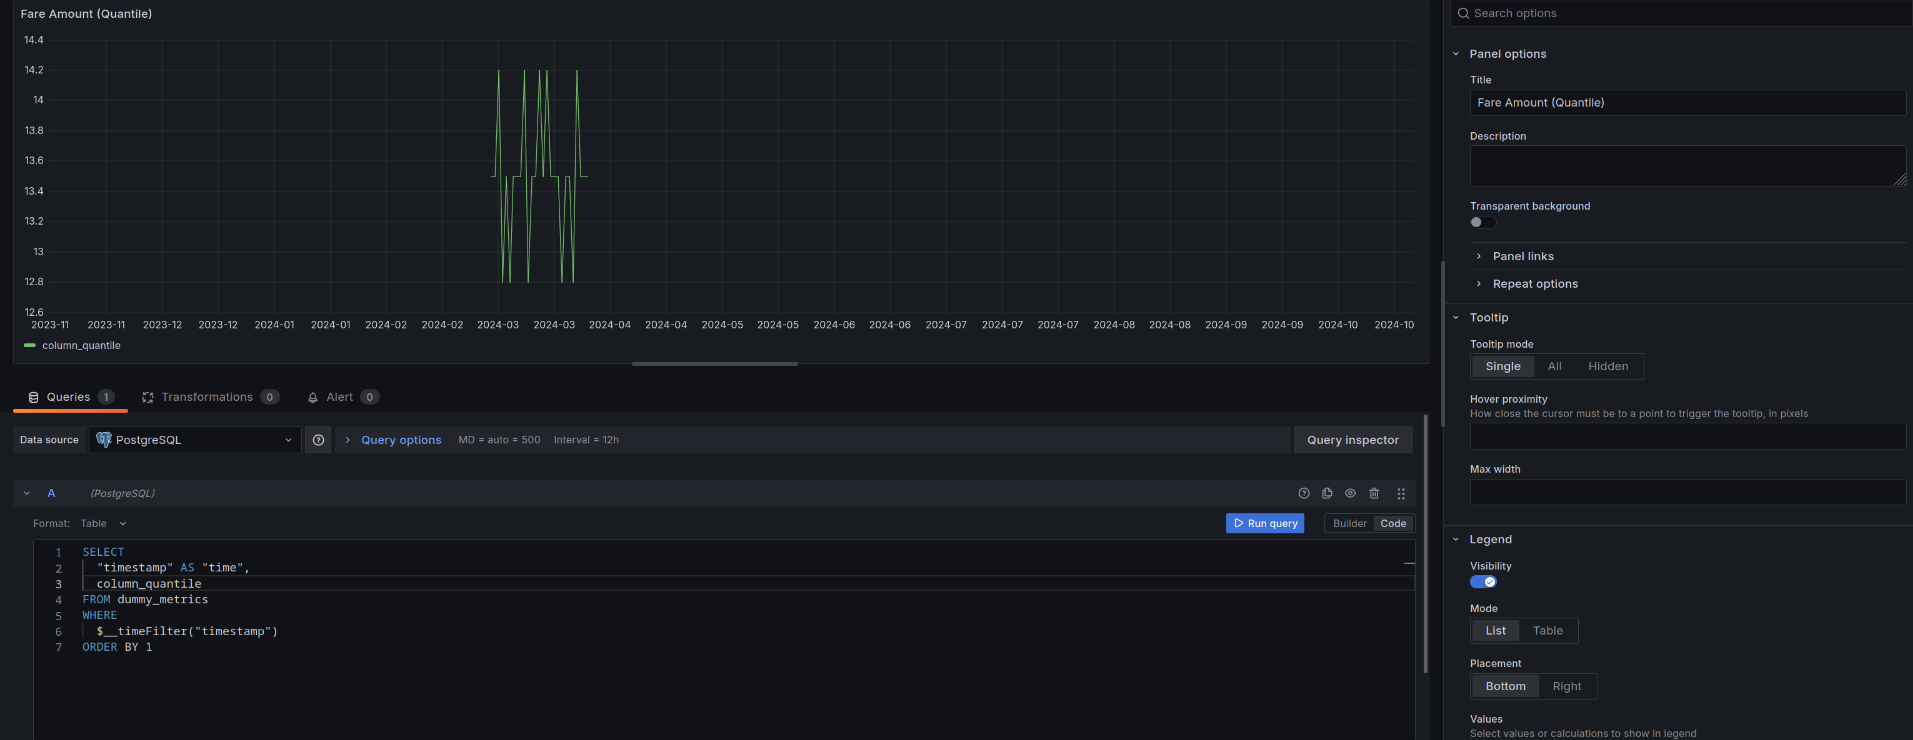 Fare Amount (Quantile)
14.4
14.2
14
13.8
13.6
13.4
13.2
13
12.8
12.6
2023-11 2023-11 2023-12 2023-12 2024-01 2024-01 2024-02 2024-02 2024-03 2024-03 2024-04 2024-04 2024-05 2024-05 2024-06 2024-06 2024-07 2024-07 2024-07 2024-08 2024-08 2024-09 2024-09 2024-10 2024-10
column_quantile
Queries 1 Transformations 0 Alert 0
Data source PostgreSQL Query options MD = auto = 500 Interval = 12h Query inspector
A (PostgreSQL)
Format: Table Run query Builder Code
1 SELECT
2 "timestamp" AS "time",
3 column_quantile
4 FROM dummy_metrics
5 WHERE
6 $__timeFilter("timestamp")
7 ORDER BY 1
Search options
Panel options
Title
Fare Amount (Quantile)
Description
Transparent background
Panel links
Repeat options
Tooltip
Tooltip mode
Single All Hidden
Hover proximity
How close the cursor must be to a point to trigger the tooltip, in pixels
Max width
Legend
Visibility
Mode
List Table
Placement
Bottom Right
Values
Select values or calculations to show in legend